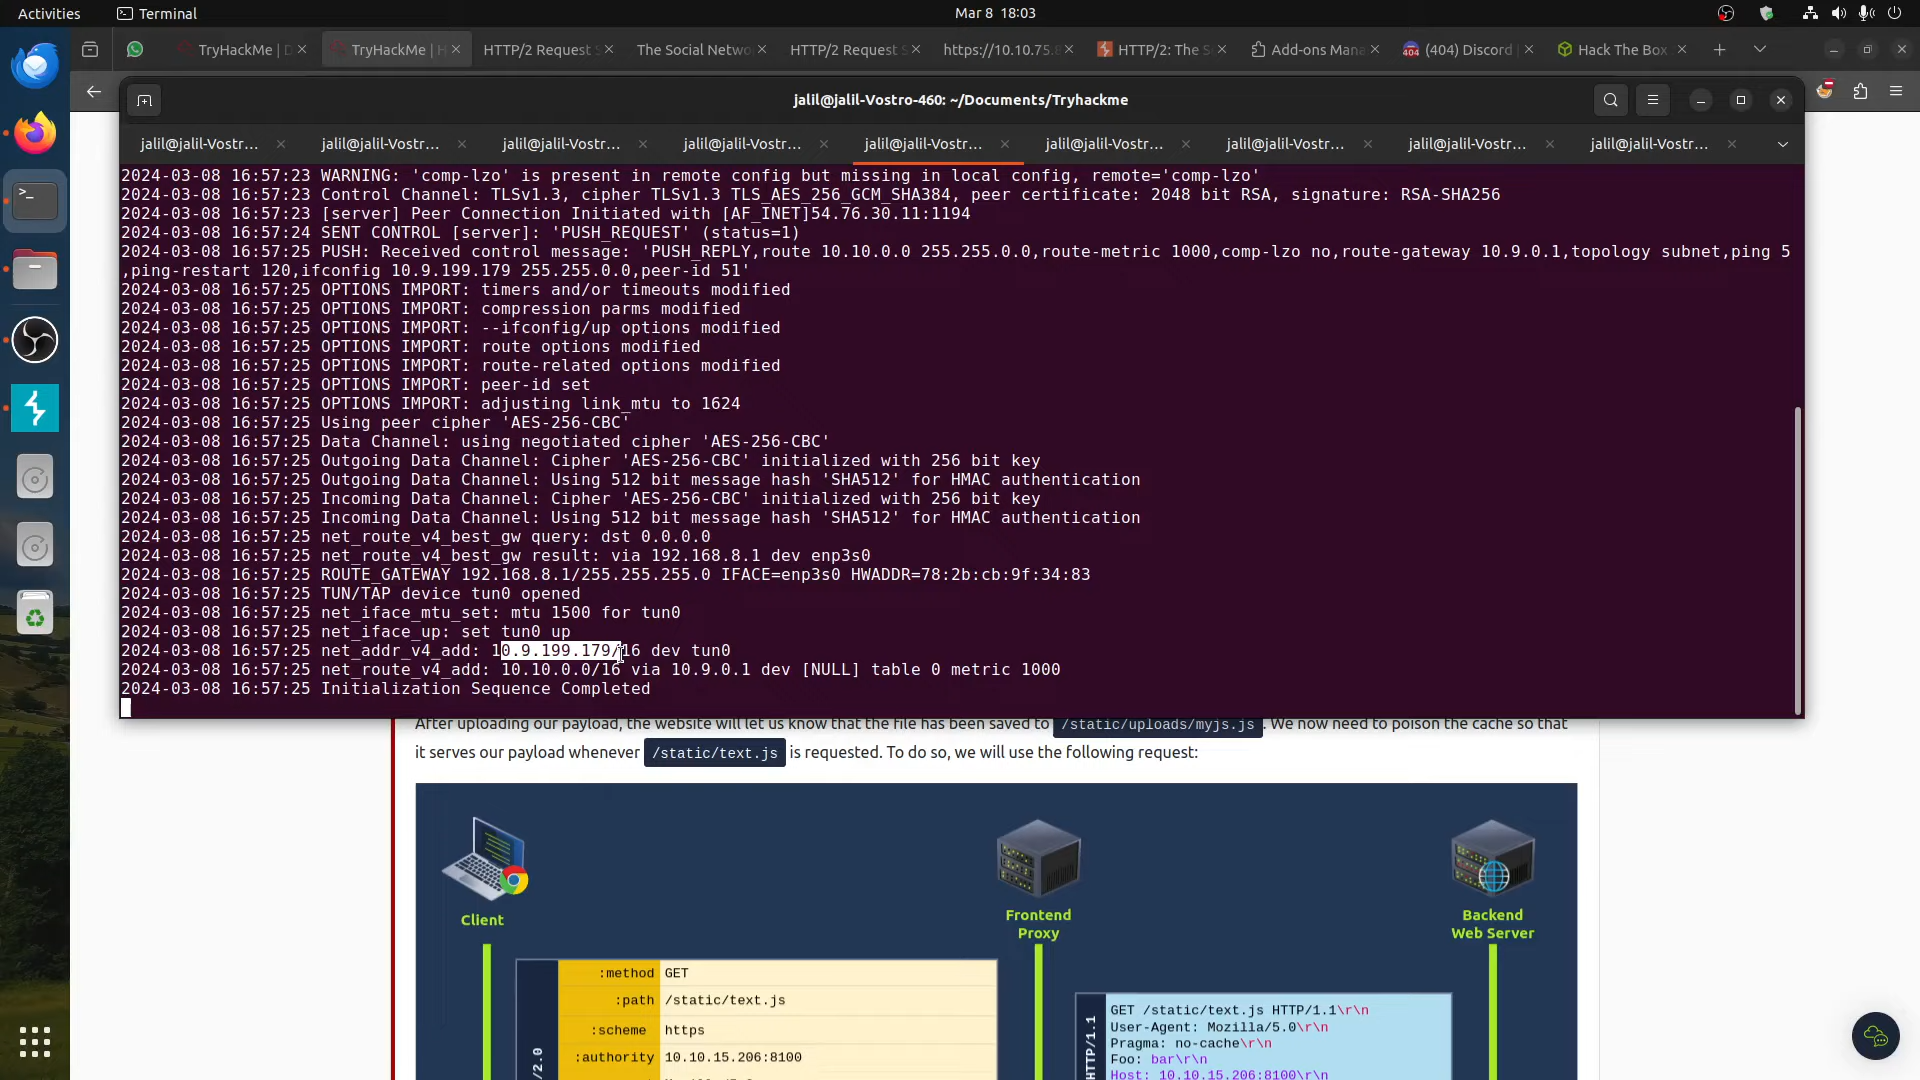 Activities
Terminal
Mar 8 18:03
TryHackMe | D
TryHackMe | H
HTTP/2 Request S
The Social Netwo
HTTP/2 Request S
https://10.10.75.8
HTTP/2: The S
Add-ons Mana
(404) Discord
Hack The Box
jalil@jalil-Vostro-460: ~/Documents/Tryhackme
jalil@jalil-Vostr...
jalil@jalil-Vostr...
jalil@jalil-Vostr...
jalil@jalil-Vostr...
jalil@jalil-Vostr...
jalil@jalil-Vostr...
jalil@jalil-Vostr...
jalil@jalil-Vostr...
jalil@jalil-Vostr...
2024-03-08 16:57:23 WARNING: 'comp-lzo' is present in remote config but missing in local config, remote='comp-lzo'
2024-03-08 16:57:23 Control Channel: TLSv1.3, cipher TLSv1.3 TLS_AES_256_GCM_SHA384, peer certificate: 2048 bit RSA, signature: RSA-SHA256
2024-03-08 16:57:23 [server] Peer Connection Initiated with [AF_INET]54.76.30.11:1194
2024-03-08 16:57:24 SENT CONTROL [server]: 'PUSH_REQUEST' (status=1)
2024-03-08 16:57:25 PUSH: Received control message: 'PUSH_REPLY,route 10.10.0.0 255.255.0.0,route-metric 1000,comp-lzo no,route-gateway 10.9.0.1,topology subnet,ping 5
,ping-restart 120,ifconfig 10.9.199.179 255.255.0.0,peer-id 51'
2024-03-08 16:57:25 OPTIONS IMPORT: timers and/or timeouts modified
2024-03-08 16:57:25 OPTIONS IMPORT: compression parms modified
2024-03-08 16:57:25 OPTIONS IMPORT: --ifconfig/up options modified
2024-03-08 16:57:25 OPTIONS IMPORT: route options modified
2024-03-08 16:57:25 OPTIONS IMPORT: route-related options modified
2024-03-08 16:57:25 OPTIONS IMPORT: peer-id set
2024-03-08 16:57:25 OPTIONS IMPORT: adjusting link_mtu to 1624
2024-03-08 16:57:25 Using peer cipher 'AES-256-CBC'
2024-03-08 16:57:25 Data Channel: using negotiated cipher 'AES-256-CBC'
2024-03-08 16:57:25 Outgoing Data Channel: Cipher 'AES-256-CBC' initialized with 256 bit key
2024-03-08 16:57:25 Outgoing Data Channel: Using 512 bit message hash 'SHA512' for HMAC authentication
2024-03-08 16:57:25 Incoming Data Channel: Cipher 'AES-256-CBC' initialized with 256 bit key
2024-03-08 16:57:25 Incoming Data Channel: Using 512 bit message hash 'SHA512' for HMAC authentication
2024-03-08 16:57:25 net_route_v4_best_gw query: dst 0.0.0.0
2024-03-08 16:57:25 net_route_v4_best_gw result: via 192.168.8.1 dev enp3s0
2024-03-08 16:57:25 ROUTE_GATEWAY 192.168.8.1/255.255.255.0 IFACE=enp3s0 HWADDR=78:2b:cb:9f:34:83
2024-03-08 16:57:25 TUN/TAP device tun0 opened
2024-03-08 16:57:25 net_iface_mtu_set: mtu 1500 for tun0
2024-03-08 16:57:25 net_iface_up: set tun0 up
2024-03-08 16:57:25 net_addr_v4_add: 10.9.199.179/16 dev tun0
2024-03-08 16:57:25 net_route_v4_add: 10.10.0.0/16 via 10.9.0.1 dev [NULL] table 0 metric 1000
2024-03-08 16:57:25 Initialization Sequence Completed
After uploading our payload, the website will let us know that the file has been saved to /static/uploads/myjs.js . We now need to poison the cache so that
it serves our payload whenever /static/text.js is requested. To do so, we will use the following request:
Client
Frontend
Proxy
Backend
Web Server
:method GET
:path /static/text.js
:scheme https
:authority 10.10.15.206:8100
/2.0
HTTP/1.1
GET /static/text.js HTTP/1.1\r\n
User-Agent: Mozilla/5.0\r\n
Pragma: no-cache\r\n
Foo: bar\r\n
Host: 10.10.15.206:8100\r\n